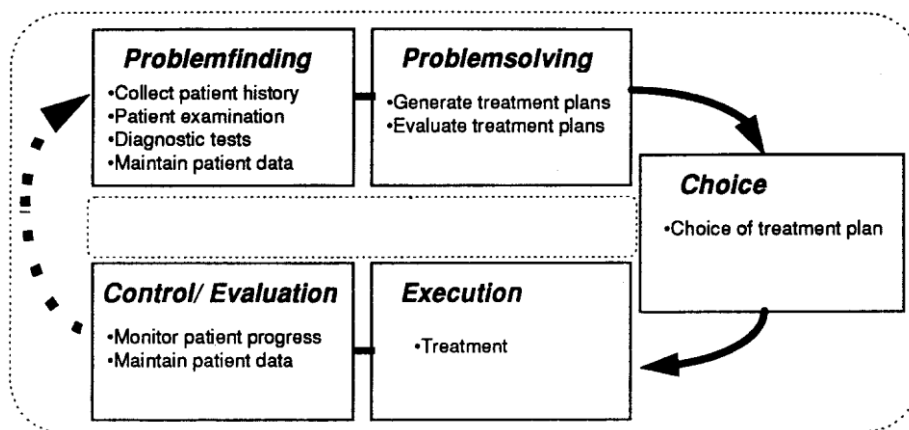 Problemfinding
•Collect patient history
•Patient examination
•Diagnostic tests
•Maintain patient data
Problemsolving
•Generate treatment plans
•Evaluate treatment plans
Choice
•Choice of treatment plan
Control/ Evaluation
•Monitor patient progress
•Maintain patient data
Execution
•Treatment